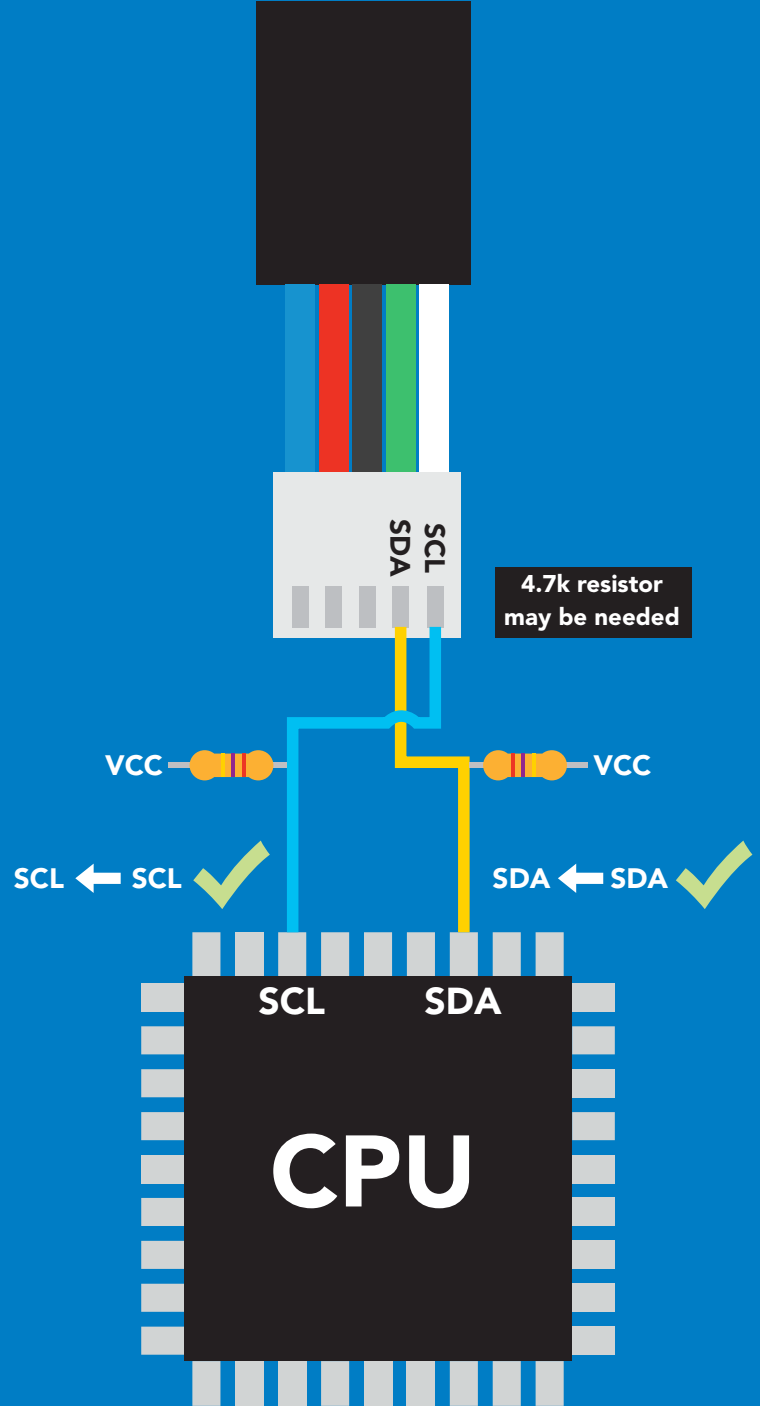 SDA
SCL
4.7k resistor
may be needed
VCC
VCC
SCL SCL
SDA SDA
SCL
SDA
CPU